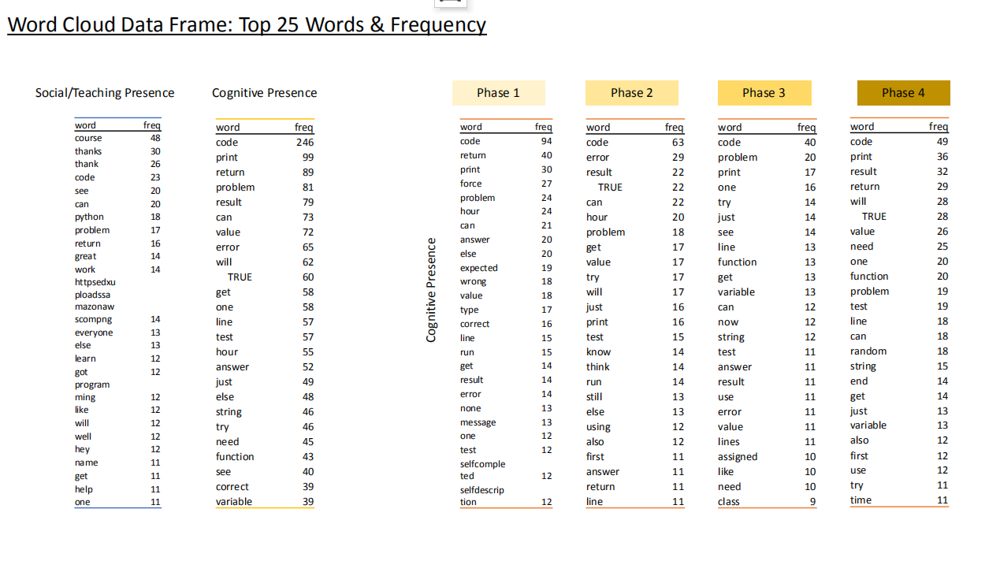 Word Cloud Data Frame: Top 25 Words & Frequency
Social/Teaching Presence
word freq
course 48
thanks 30
thank 26
code 23
see 20
can 20
python 18
problem 17
return 16
great 14
work 14
httpsedxu
ploadssa
mazonaw
scompng 14
everyone 13
else 13
learn 12
got 12
program
ming 12
like 12
will 12
well 12
hey 12
name 11
get 11
help 11
one 11
Cognitive Presence
word freq
code 246
print 99
return 89
problem 81
result 79
can 73
value 72
error 65
will 62
TRUE 60
get 58
one 58
line 57
test 57
hour 55
answer 52
just 49
else 48
string 46
try 46
need 45
function 43
see 40
correct 39
variable 39
Cognitive Presence
Phase 1
word freq
code 94
return 40
print 30
force 27
problem 24
hour 24
can 21
answer 20
else 20
expected 19
wrong 18
value 18
type 17
correct 16
line 15
run 15
get 14
result 14
error 14
none 13
message 13
one 12
test 12
selfcomple
ted 12
selfdescrip
tion 12
Phase 2
word freq
code 63
error 29
result 22
TRUE 22
can 22
hour 20
problem 18
get 17
value 17
try 17
will 17
just 16
print 16
test 15
know 14
think 14
run 14
still 13
else 13
using 12
also 12
first 11
answer 11
return 11
line 11
Phase 3
word freq
code 40
problem 20
print 17
one 16
try 14
just 14
see 14
line 13
function 13
get 13
variable 13
can 12
now 12
string 12
test 11
answer 11
result 11
use 11
error 11
value 11
lines 11
assigned 10
like 10
need 10
class 9
Phase 4
word freq
code 49
print 36
result 32
return 29
will 28
TRUE 28
value 26
need 25
one 20
function 20
problem 19
test 19
line 18
can 18
random 18
string 15
end 14
get 14
just 13
variable 13
also 12
first 12
use 12
try 11
time 11